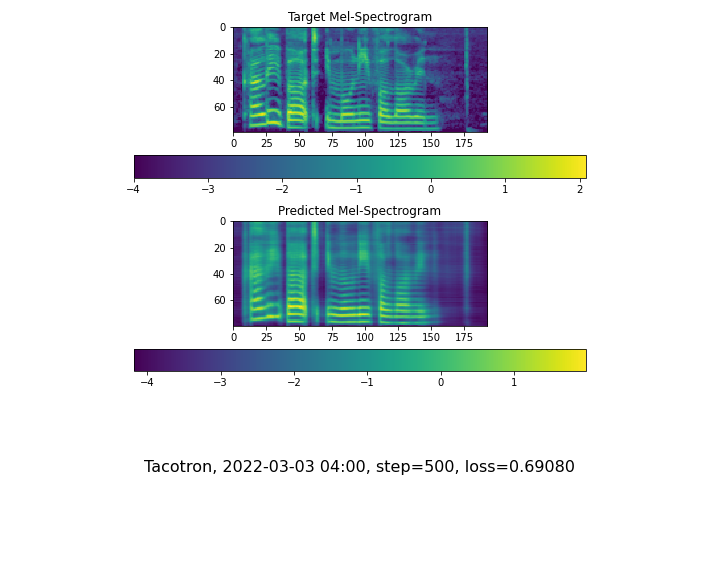 Target Mel-Spectrogram
0
20
40
60
0 25 50 75 100 125 150 175
−4 −3 −2 −1 0 1 2
Predicted Mel-Spectrogram
0
20
40
60
0 25 50 75 100 125 150 175
−4 −3 −2 −1 0 1
Tacotron, 2022-03-03 04:00, step=500, loss=0.69080